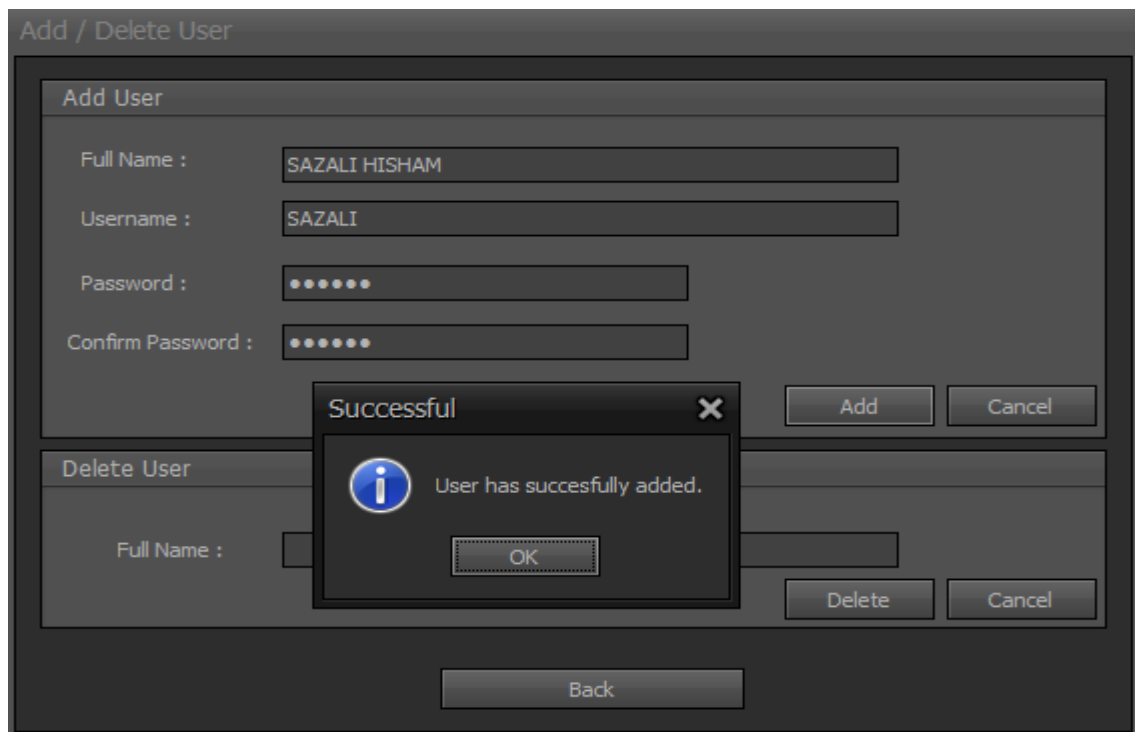 Add / Delete User
Add User
Full Name :
SAZALI HISHAM
Username :
SAZALI
Password :
●●●●●●
Confirm Password :
●●●●●●
Add
Cancel
Successful
User has succesfully added.
OK
Delete User
Full Name :
Delete
Cancel
Back